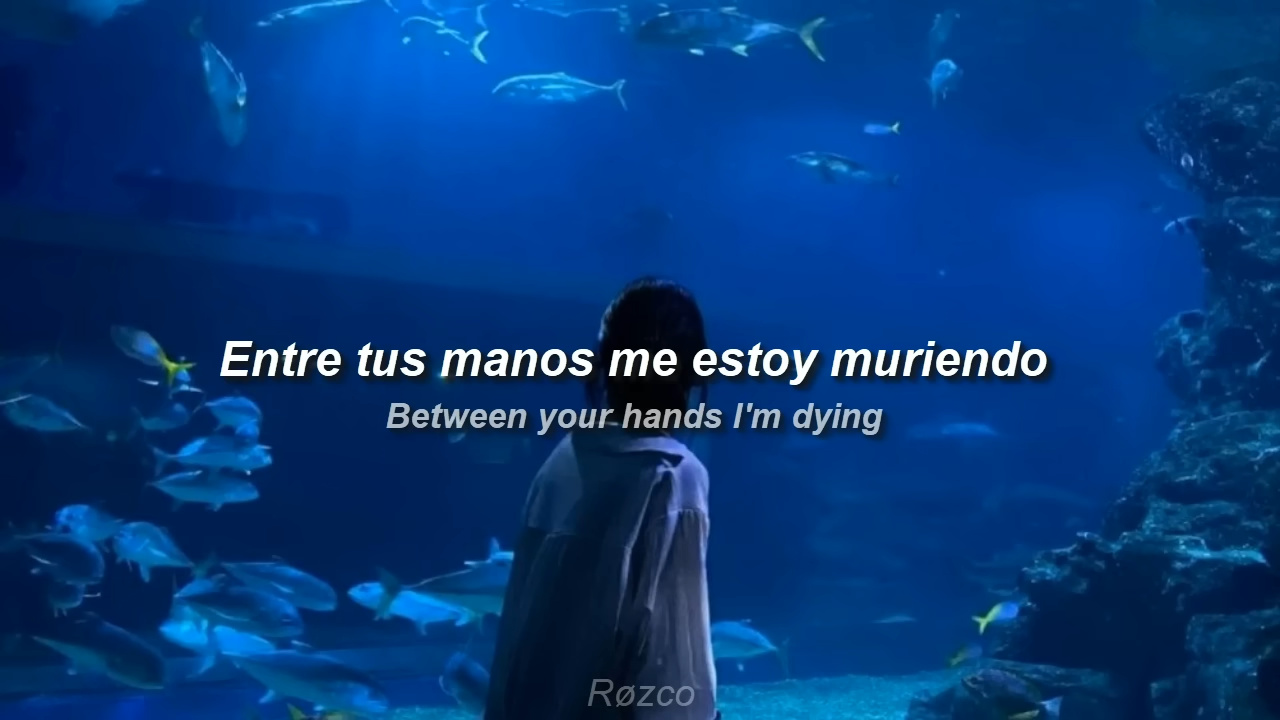 Entre tus manos me estoy muriendo
Between your hands I'm dying
Røzco